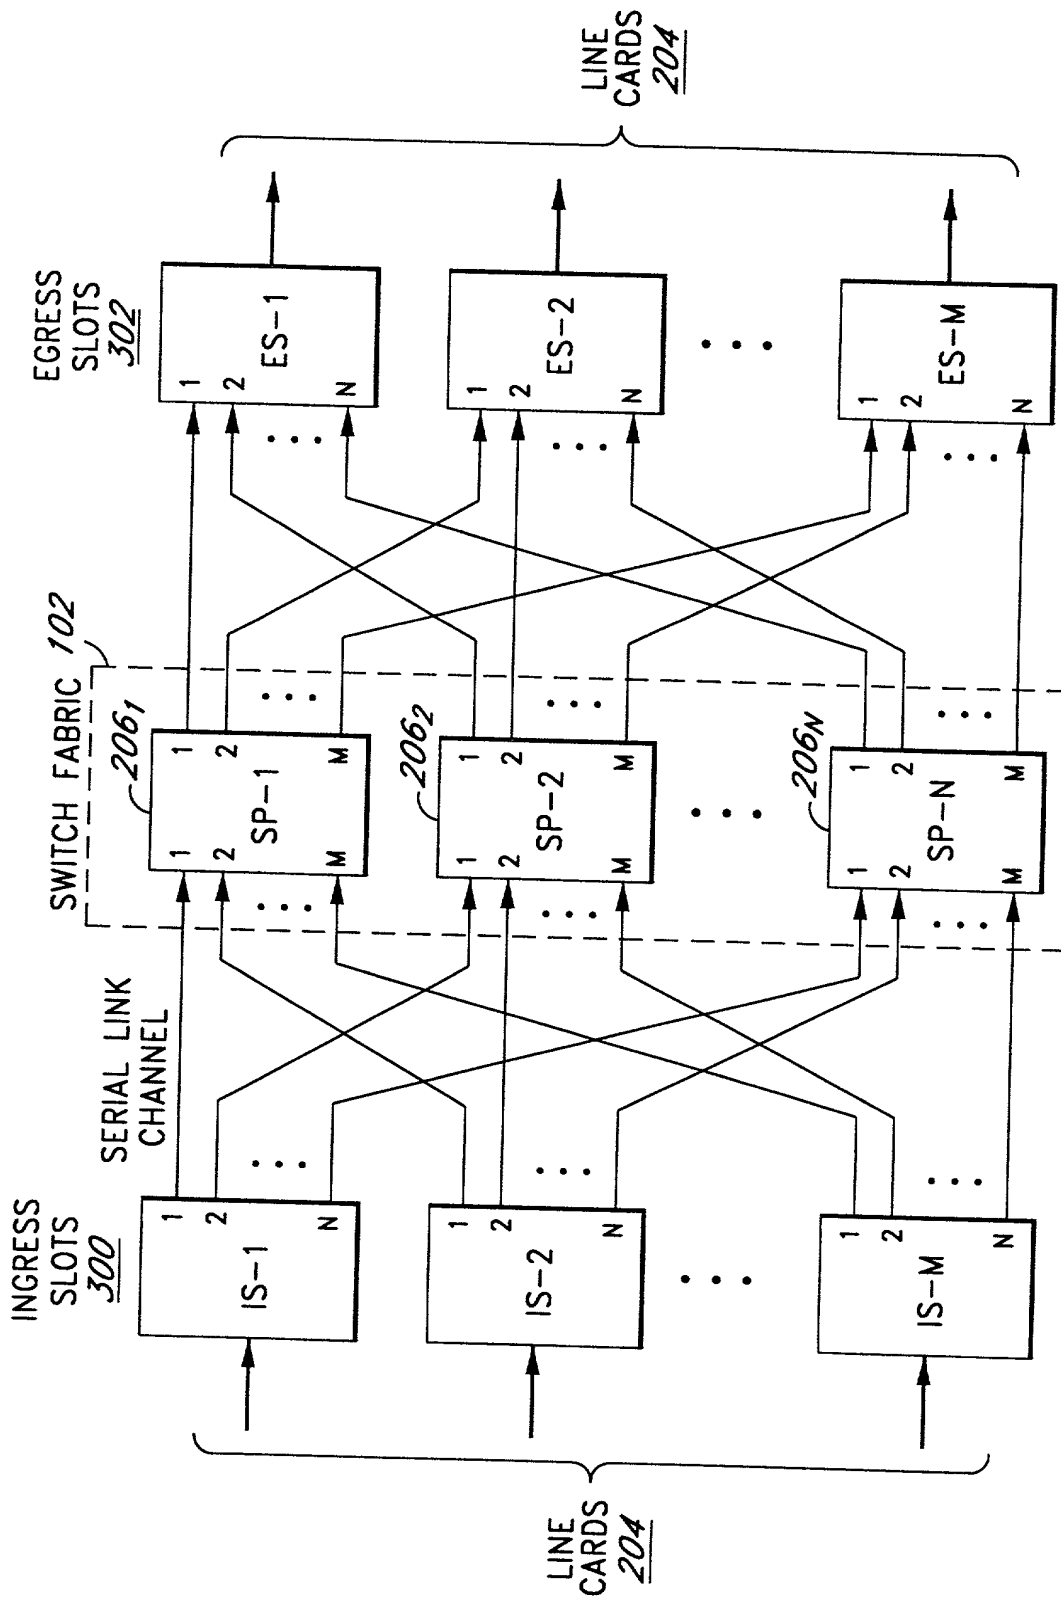 INGRESS
SLOTS
300
SERIAL LINK
CHANNEL
SWITCH FABRIC 102
EGRESS
SLOTS
302
IS-1
1
2
N
206₁
1
2
M
SP-1
1
2
M
1
2
N
ES-1
IS-2
1
2
N
206₂
1
2
M
SP-2
1
2
M
1
2
N
ES-2
IS-M
1
2
N
206N
1
2
M
SP-N
1
2
M
1
2
N
ES-M
LINE
CARDS
204
LINE
CARDS
204